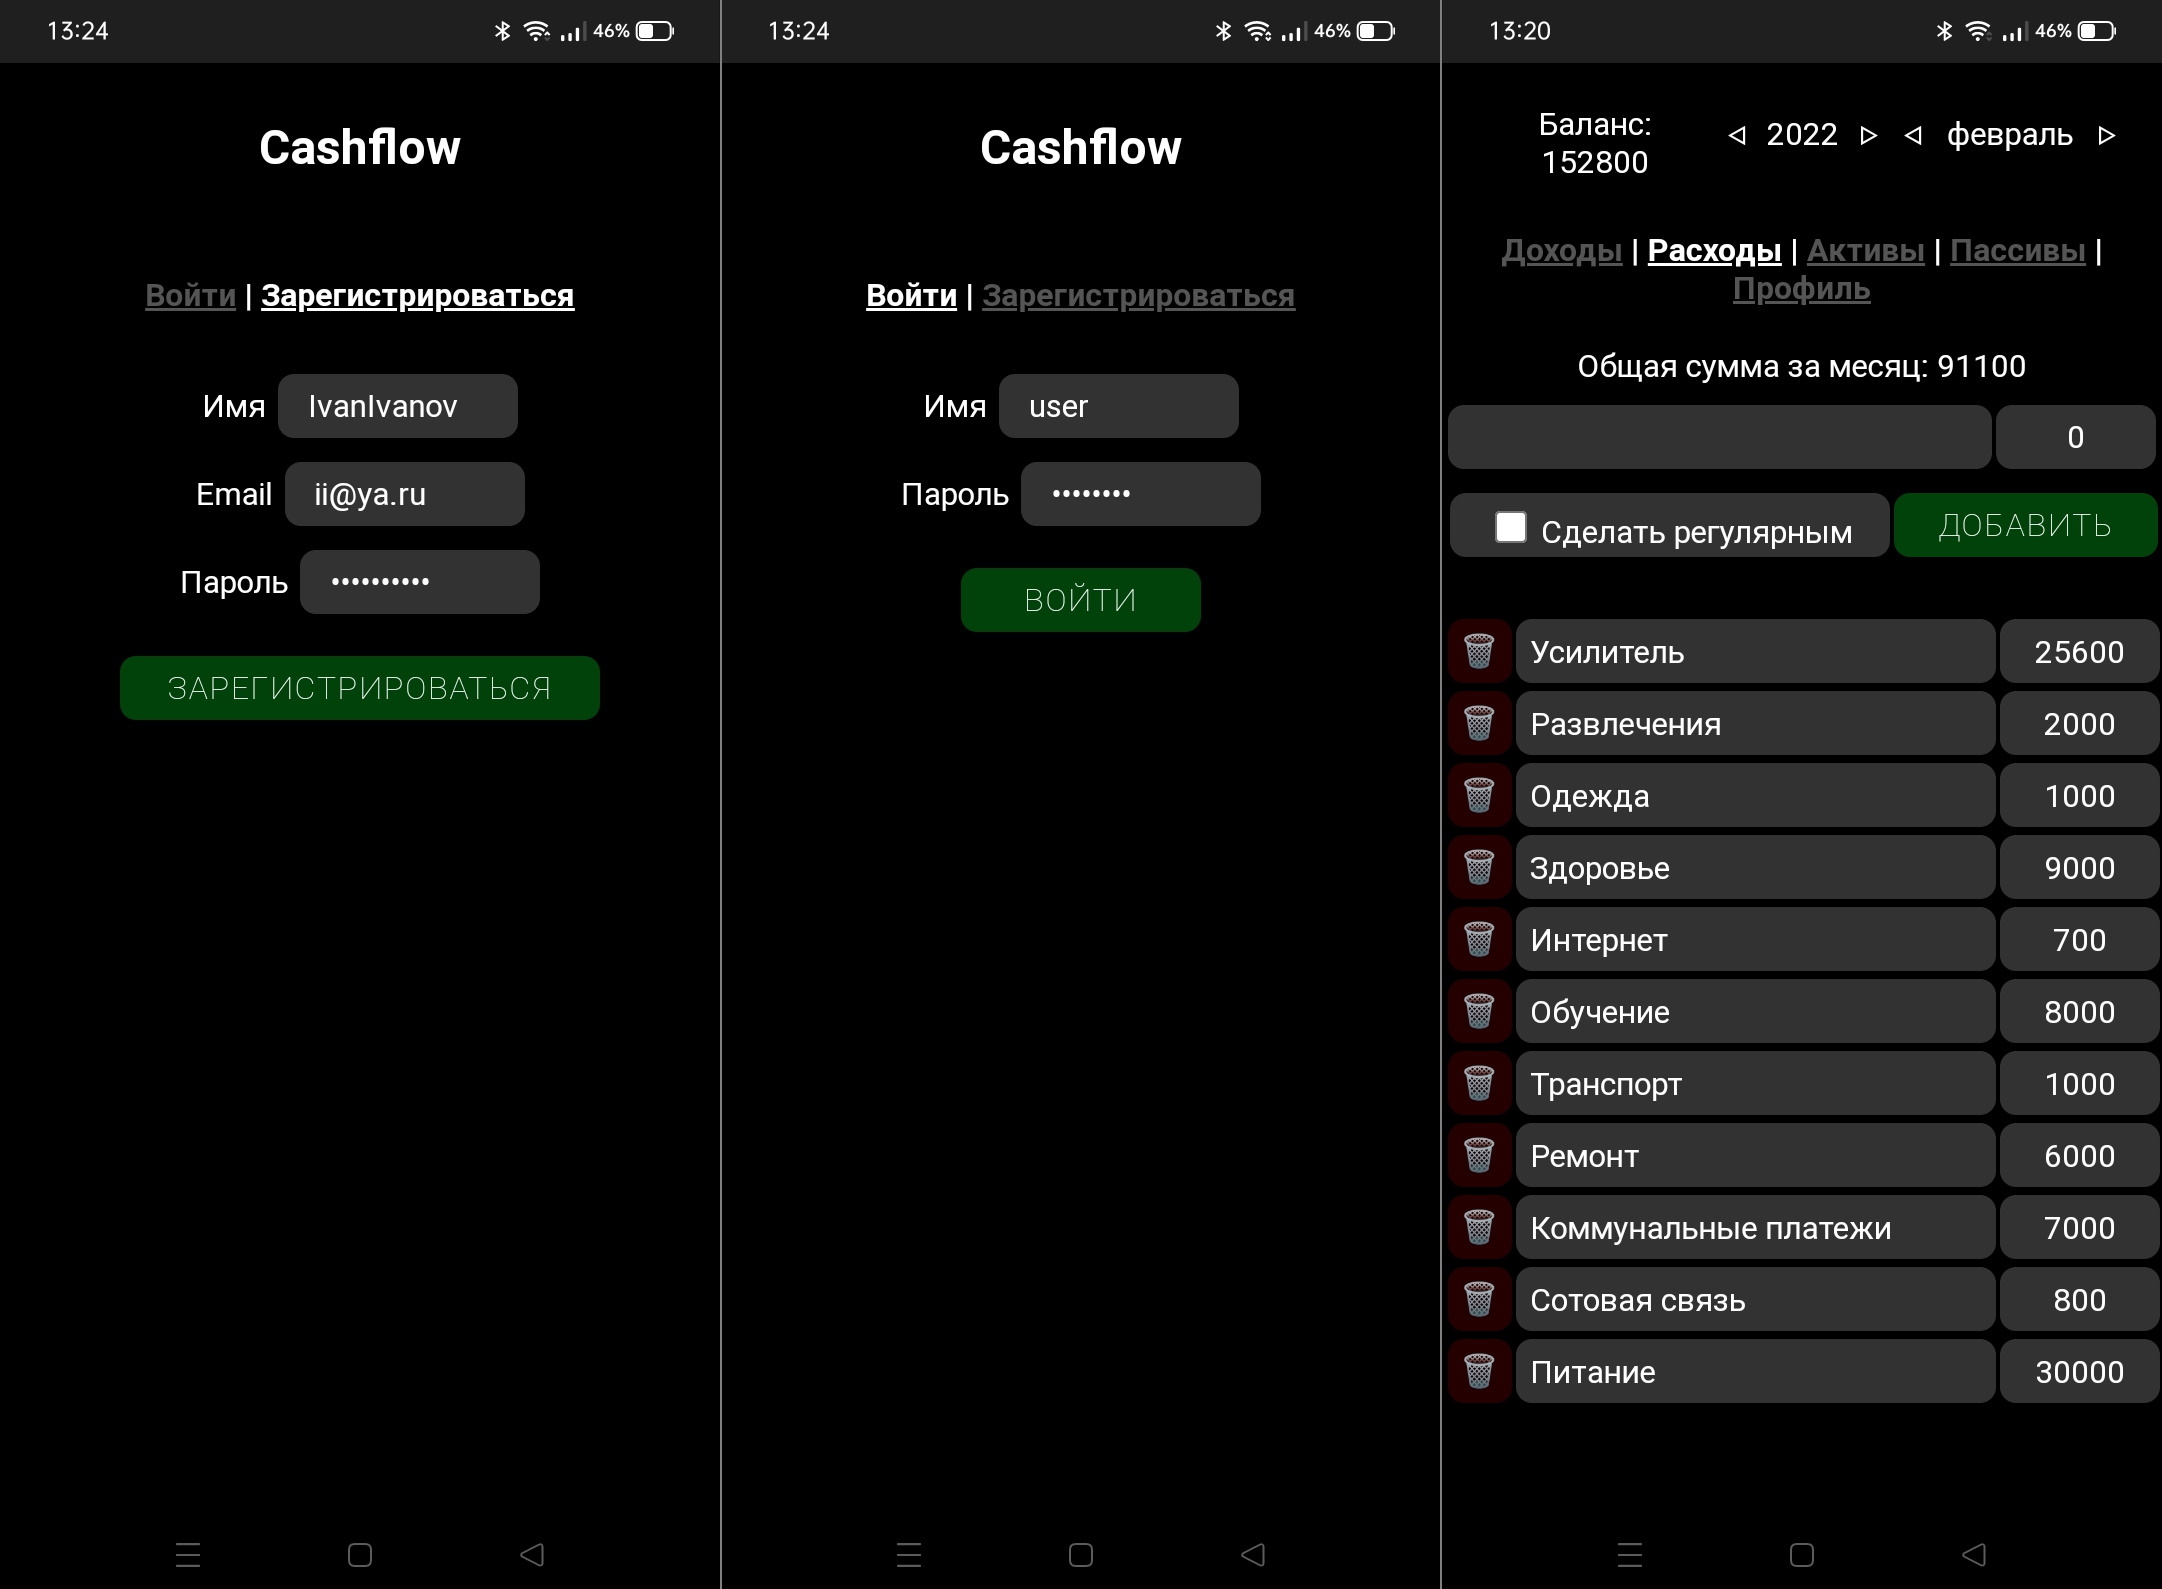 13:24
46%
Cashflow
Войти | Зарегистрироваться
Имя IvanIvanov
Email ii@ya.ru
Пароль ••••••••••
ЗАРЕГИСТРИРОВАТЬСЯ
13:24
46%
Cashflow
Войти | Зарегистрироваться
Имя user
Пароль ••••••••
ВОЙТИ
13:20
46%
Баланс:
152800
2022 февраль
Доходы | Расходы | Активы | Пассивы |
Профиль
Общая сумма за месяц: 91100
0
Сделать регулярным ДОБАВИТЬ
Усилитель 25600
Развлечения 2000
Одежда 1000
Здоровье 9000
Интернет 700
Обучение 8000
Транспорт 1000
Ремонт 6000
Коммунальные платежи 7000
Сотовая связь 800
Питание 30000